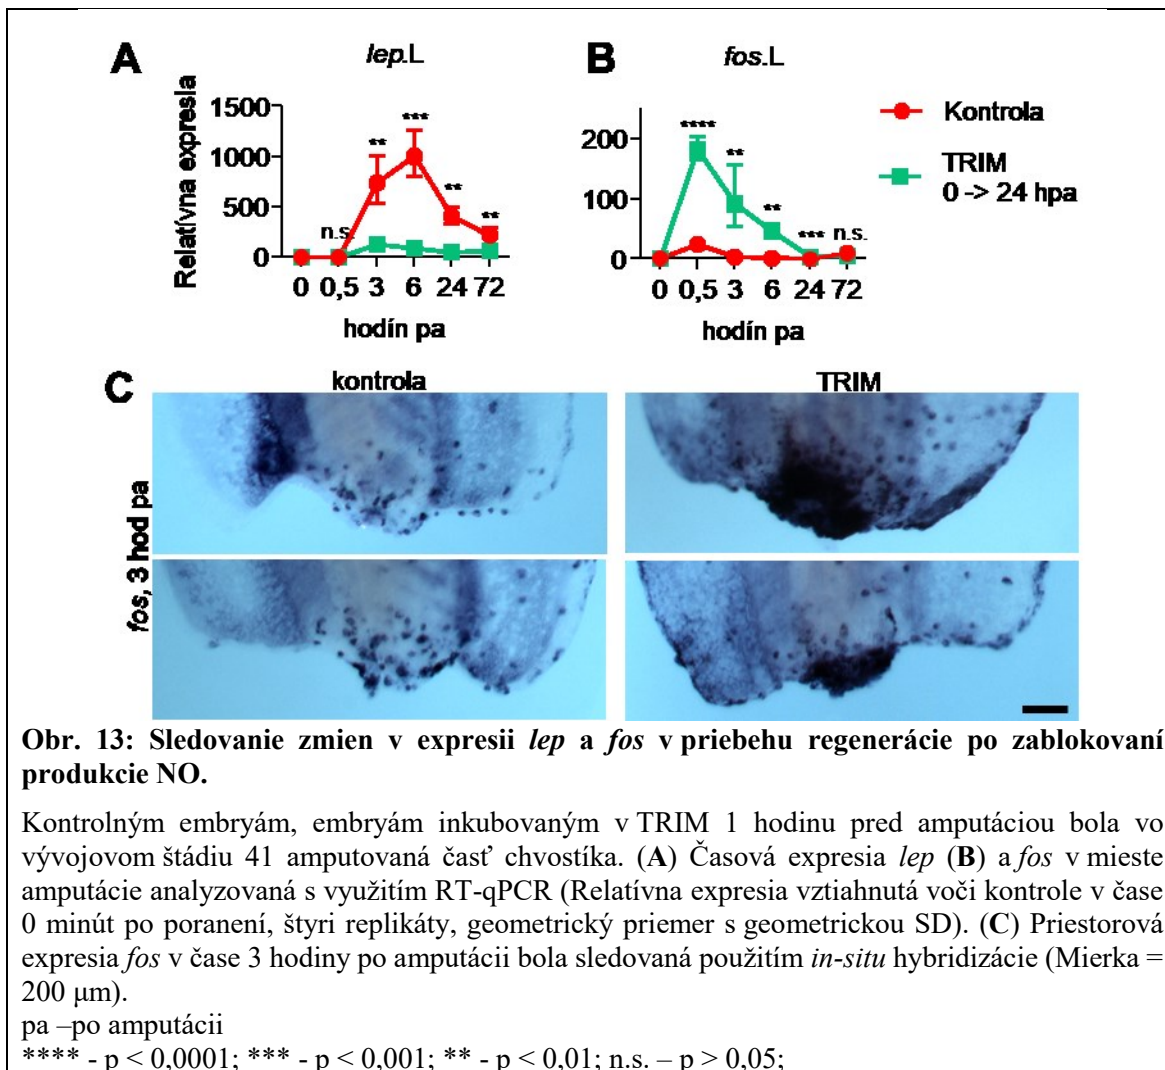 A
lep.L
B
fos.L
Relatívna expresia
1500
1000
500
0
n.s.
**
***
**
**
0 0,5 3 6 24 72
hodín pa
200
100
0
****
**
**
***
n.s.
0 0,5 3 6 24 72
hodín pa
Kontrola
TRIM
0 -> 24 hpa
C
kontrola
TRIM
fos, 3 hod pa
Obr. 13: Sledovanie zmien v expresii lep a fos v priebehu regenerácie po zablokovaní
produkcie NO.
Kontrolným embryám, embryám inkubovaným v TRIM 1 hodinu pred amputáciou bola vo
vývojovom štádiu 41 amputovaná časť chvostíka. (A) Časová expresia lep (B) a fos v mieste
amputácie analyzovaná s využitím RT-qPCR (Relatívna expresia vztiahnutá voči kontrole v čase
0 minút po poranení, štyri replikáty, geometrický priemer s geometrickou SD). (C) Priestorová
expresia fos v čase 3 hodiny po amputácii bola sledovaná použitím in-situ hybridizácie (Mierka =
200 μm).
pa –po amputácii
**** - p < 0,0001; *** - p < 0,001; ** - p < 0,01; n.s. – p > 0,05;